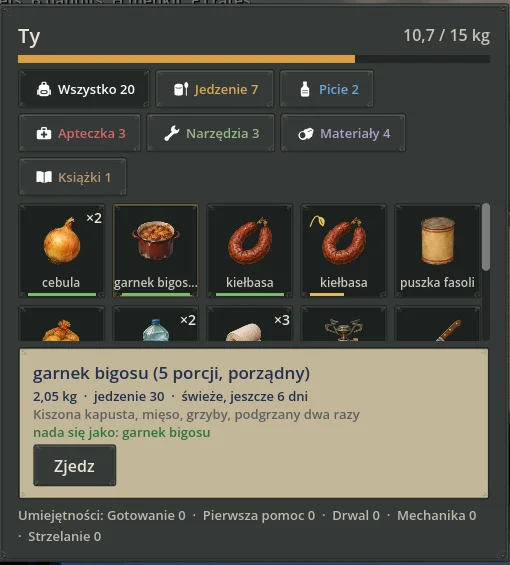 Ty
10,7 / 15 kg
Wszystko 20
Jedzenie 7
Picie 2
Apteczka 3
Narzędzia 3
Materiały 4
Książki 1
×2
cebula
garnek bigos...
kiełbasa
kiełbasa
puszka fasoli
×2
×3
garnek bigosu (5 porcji, porządny)
2,05 kg · jedzenie 30 · świeże, jeszcze 6 dni
Kiszona kapusta, mięso, grzyby, podgrzany dwa razy
nada się jako: garnek bigosu
Zjedz
Umiejętności: Gotowanie 0 · Pierwsza pomoc 0 · Drwal 0 · Mechanika 0
· Strzelanie 0